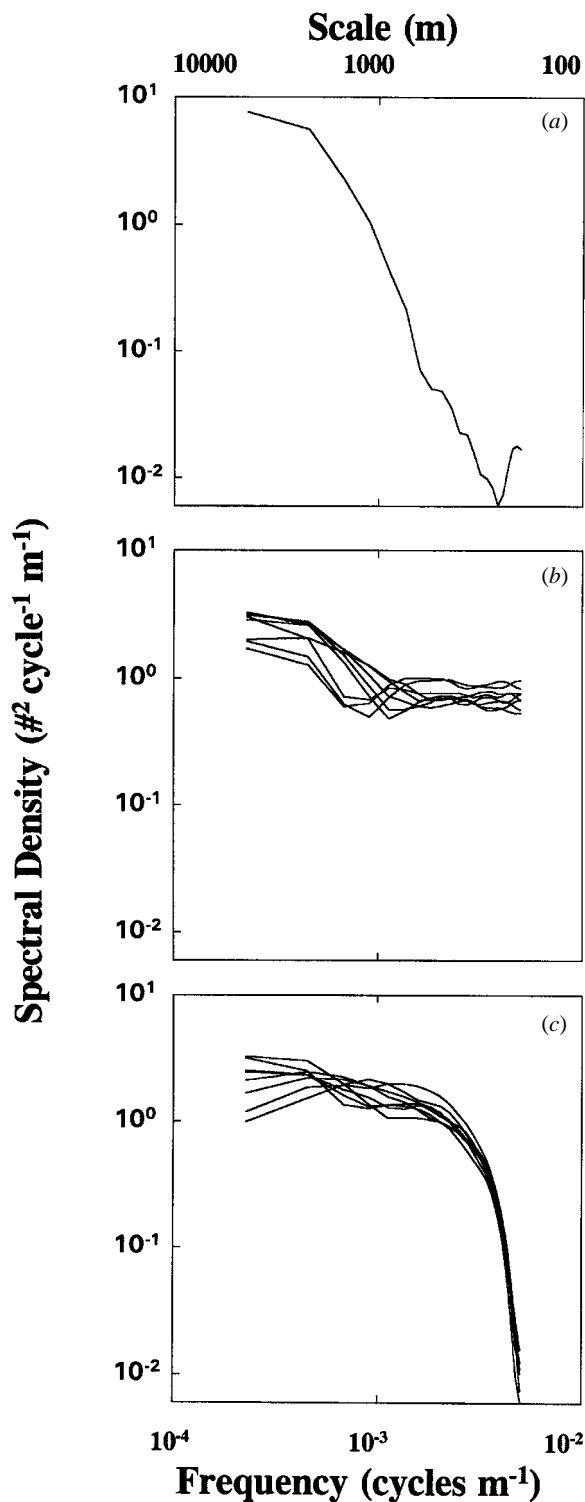 Scale (m)
10000 1000 100
(a)
10¹
10⁰
10⁻¹
10⁻²
(b)
10¹
10⁰
10⁻¹
10⁻²
(c)
10¹
10⁰
10⁻¹
10⁻²
Spectral Density (#² cycle⁻¹ m⁻¹)
10⁻⁴ 10⁻³ 10⁻²
Frequency (cycles m⁻¹)